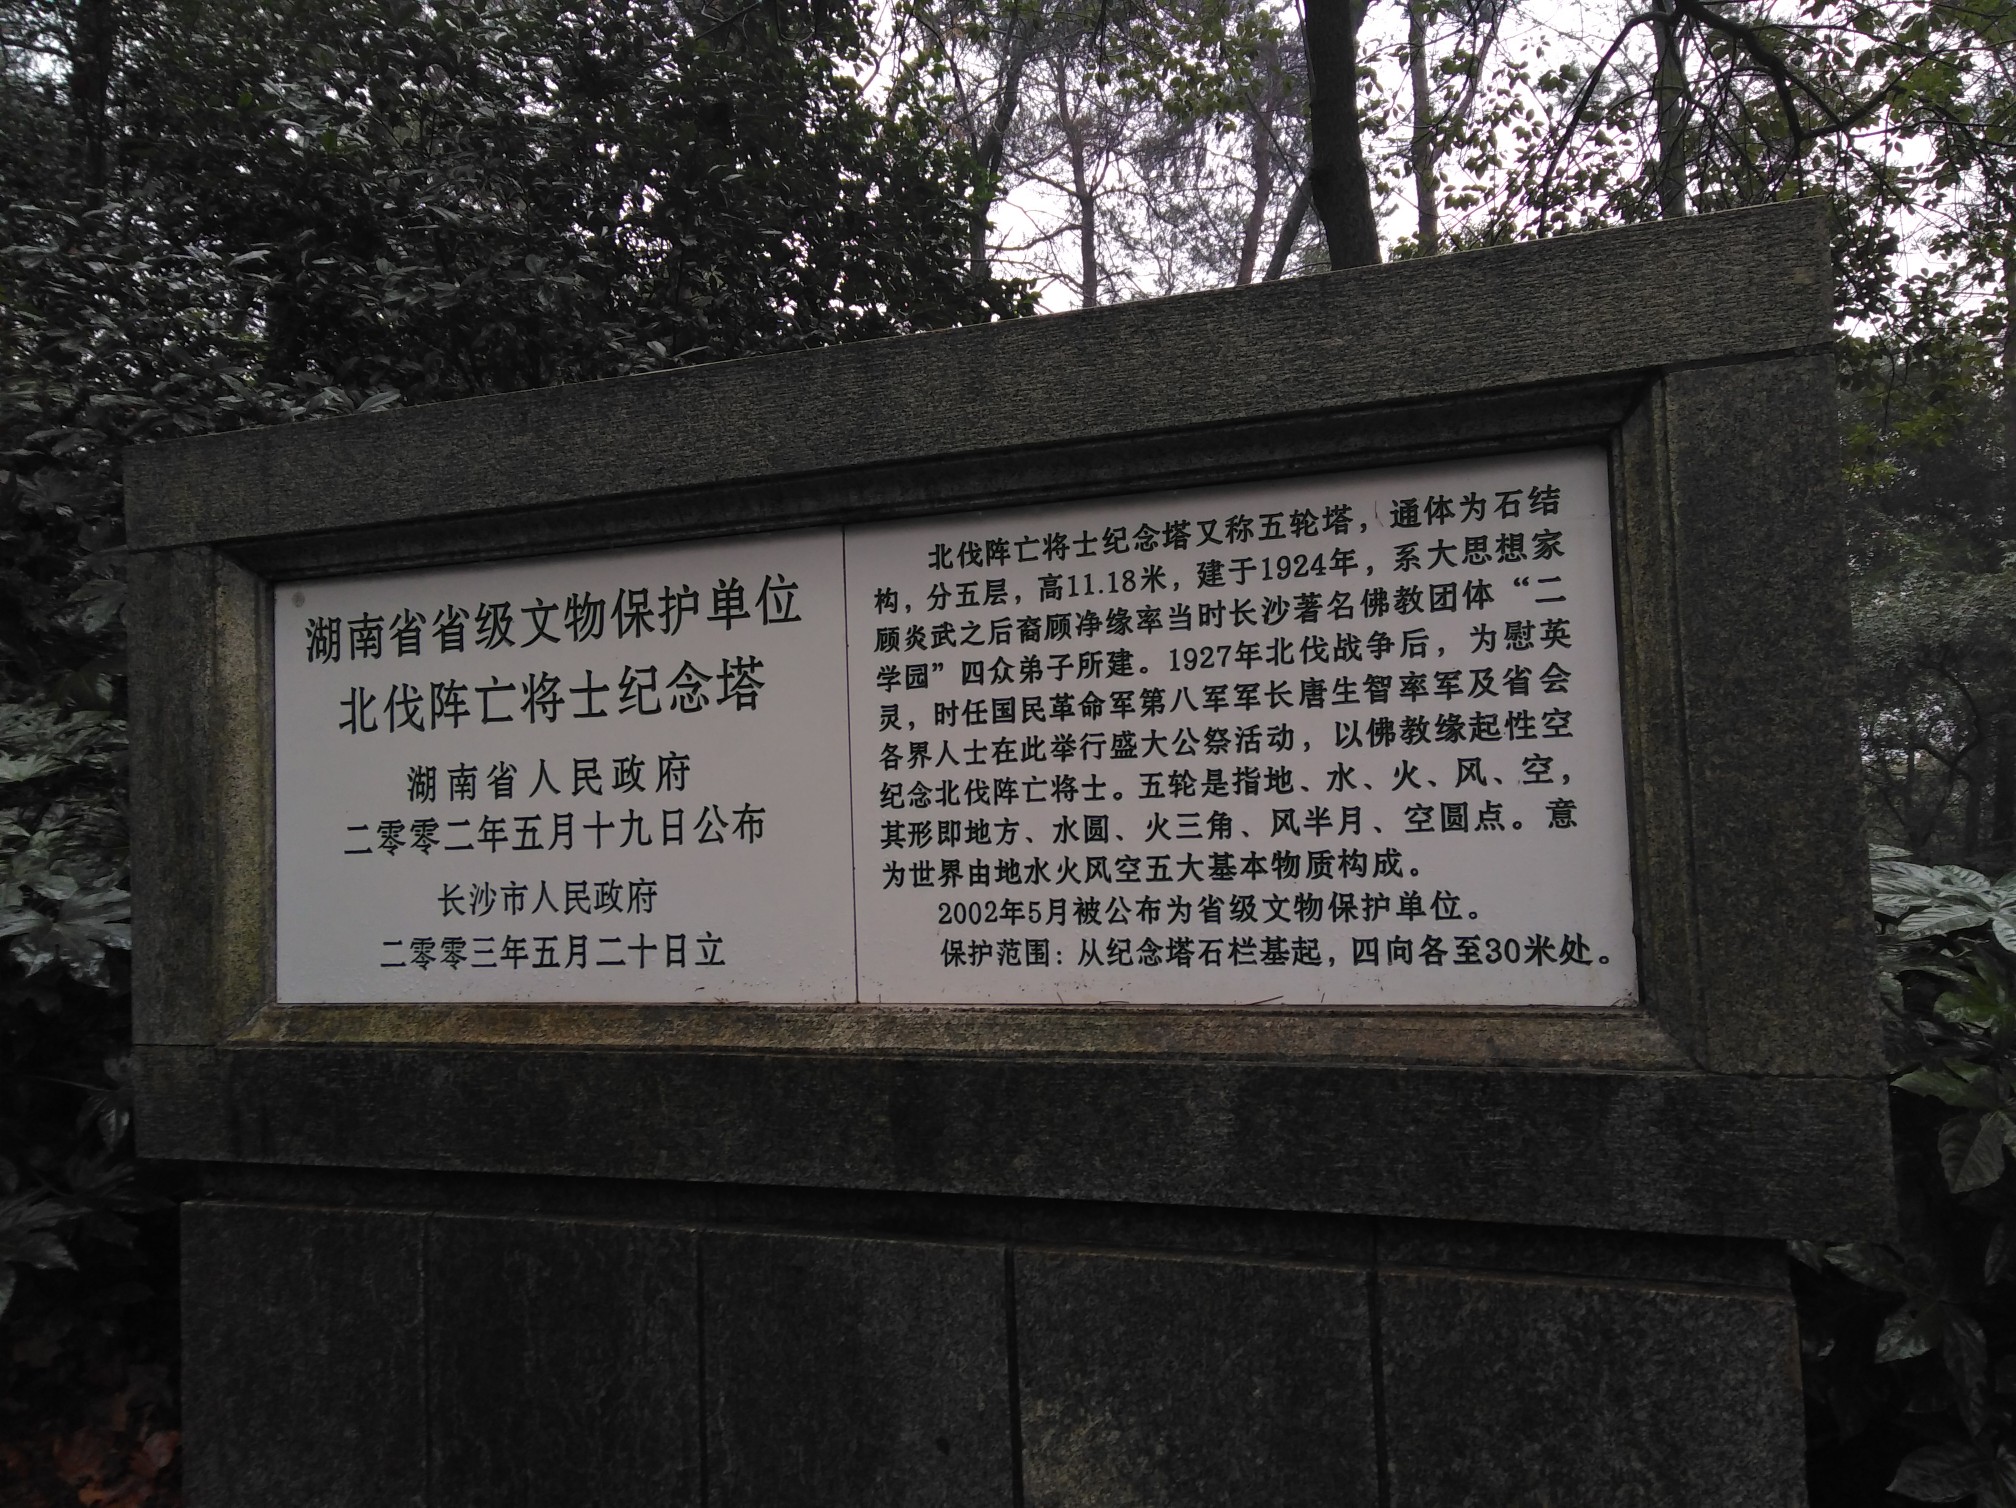 湖南省省级文物保护单位
北伐阵亡将士纪念塔
湖南省人民政府
二零零二年五月十九日公布
长沙市人民政府
二零零三年五月二十日立
北伐阵亡将士纪念塔又称五轮塔，通体为石结
构，分五层，高11.18米，建于1924年，系大思想家
顾炎武之后裔顾净缘率当时长沙著名佛教团体“二
学园”四众弟子所建。1927年北伐战争后，为慰英
灵，时任国民革命军第八军军长唐生智率军及省会
各界人士在此举行盛大公祭活动，以佛教缘起性空
纪念北伐阵亡将士。五轮是指地、水、火、风、空，
其形即地方、水圆、火三角、风半月、空圆点。意
为世界由地水火风空五大基本物质构成。
2002年5月被公布为省级文物保护单位。
保护范围：从纪念塔石栏基起，四向各至30米处。